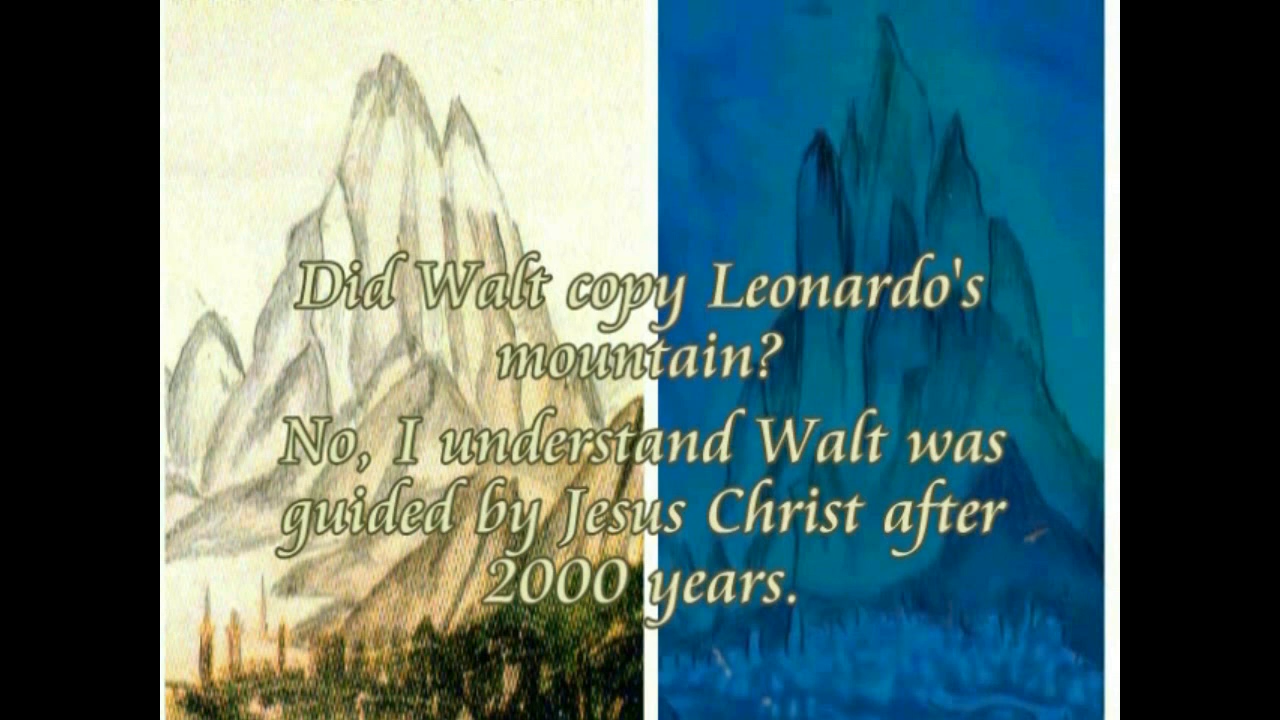 Did Walt copy Leonardo's
mountain?
No, I understand Walt was
guided by Jesus Christ after
2000 years.